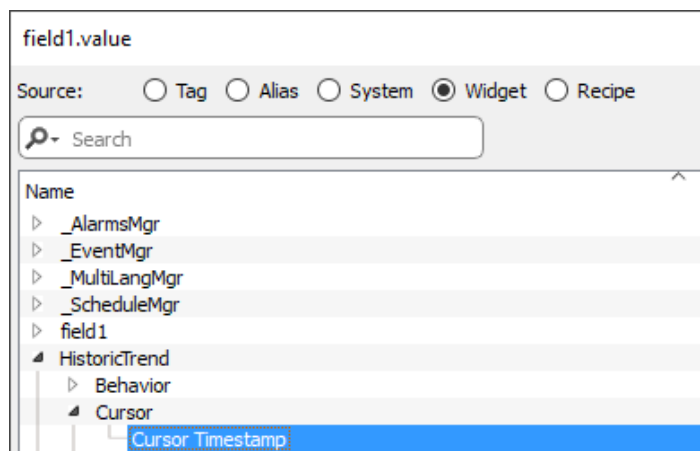 field1.value
Source: Tag Alias System Widget Recipe
Search
Name
_AlarmsMgr
_EventMgr
_MultiLangMgr
_ScheduleMgr
field1
HistoricTrend
Behavior
Cursor
Cursor Timestamp